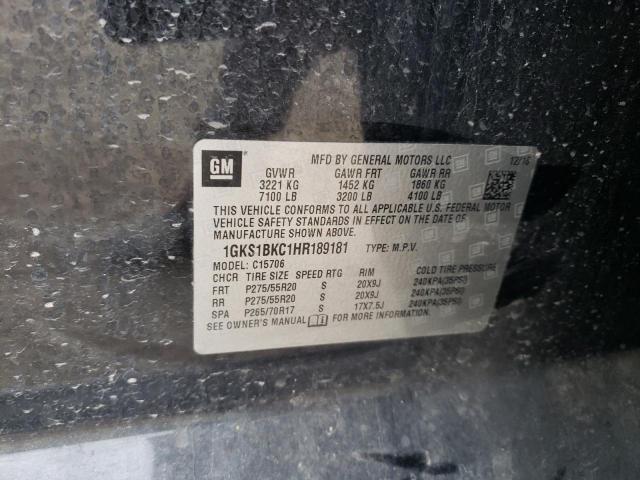 GM
MFD BY GENERAL MOTORS LLC 12/16
GVWR GAWR FRT GAWR RR
3221 KG 1452 KG 1860 KG
7100 LB 3200 LB 4100 LB
THIS VEHICLE CONFORMS TO ALL APPLICABLE U.S. FEDERAL MOTOR
VEHICLE SAFETY STANDARDS IN EFFECT ON THE DATE OF
MANUFACTURE SHOWN ABOVE.
1GKS1BKC1HR189181 TYPE: M.P.V.
MODEL: C15706
CHCR TIRE SIZE SPEED RTG RIM COLD TIRE PRESSURE
FRT P275/55R20 S 20X9J 240KPA(35PSI)
RR P275/55R20 S 20X9J 240KPA(35PSI)
SPA P265/70R17 S 17X7.5J 240KPA(35PSI)
SEE OWNER'S MANUAL FOR MORE INFORMATION.